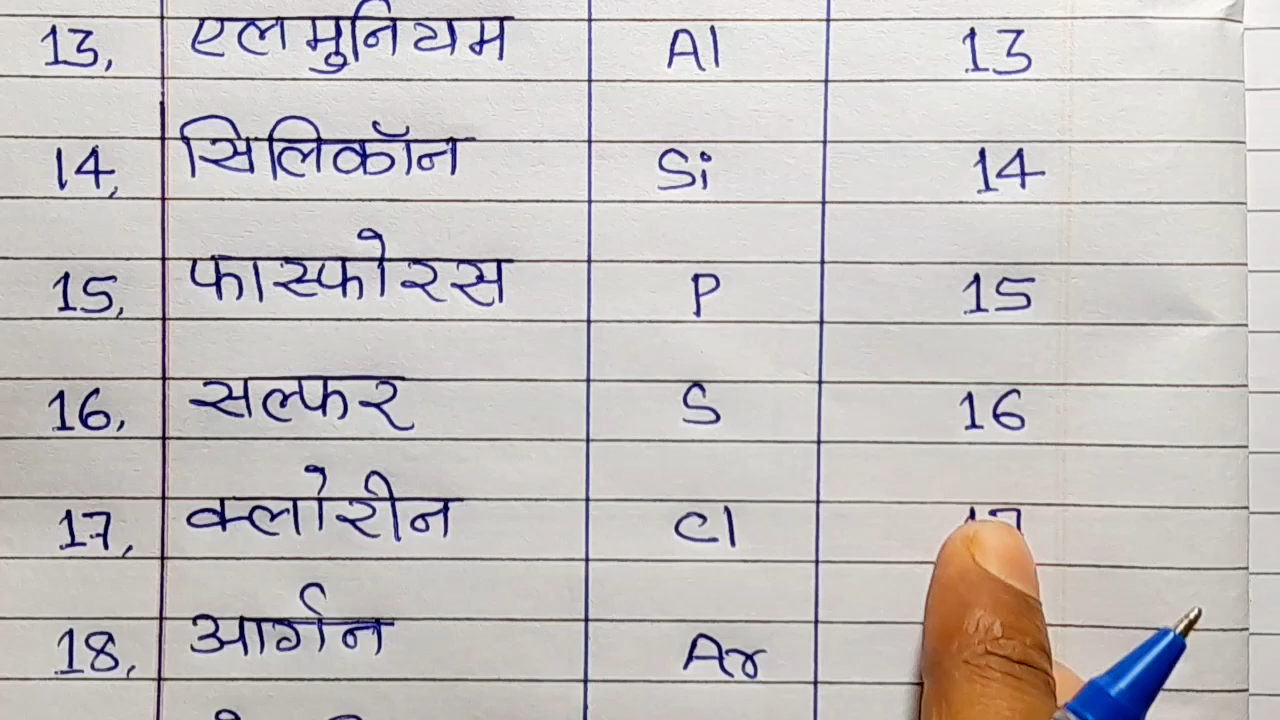 13, एलमुनियम Al 13
14, सिलिकॉन Si 14
15, फास्फोरस P 15
16, सल्फर S 16
17, क्लोरीन Cl 17
18, आर्गन Ar